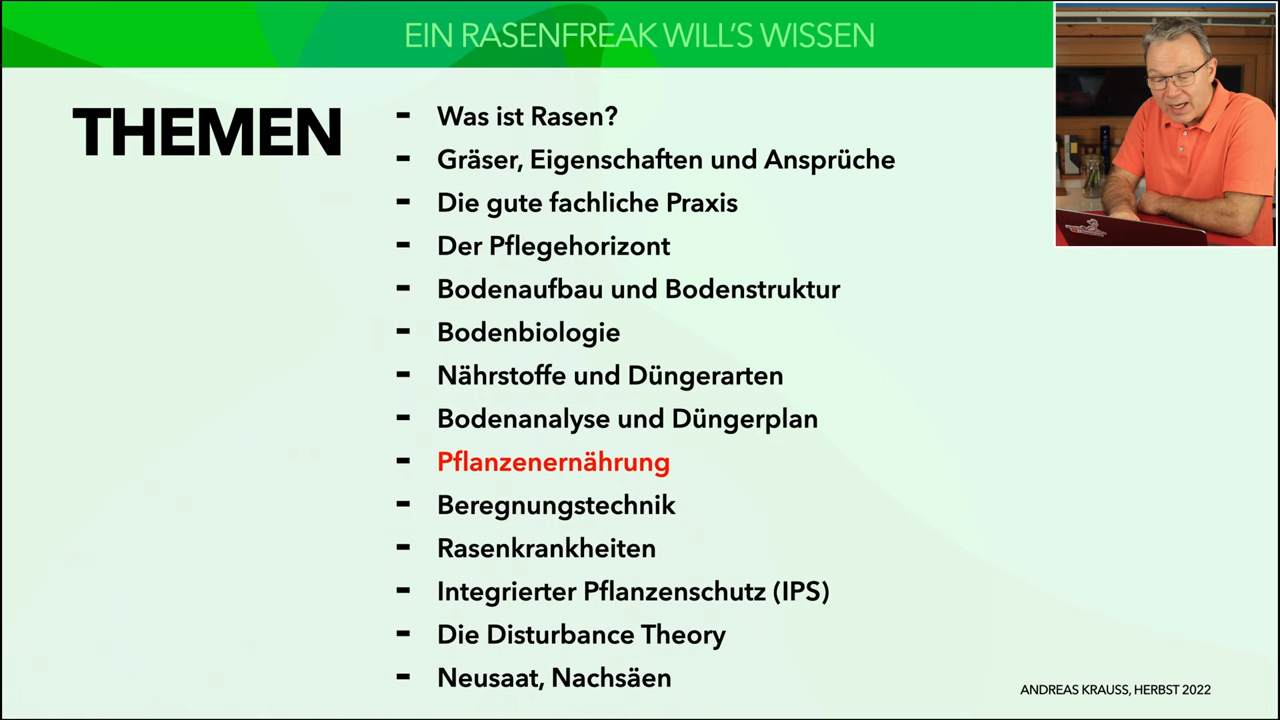 EIN RASENFREAK WILL'S WISSEN
THEMEN
- Was ist Rasen?
- Gräser, Eigenschaften und Ansprüche
- Die gute fachliche Praxis
- Der Pflegehorizont
- Bodenaufbau und Bodenstruktur
- Bodenbiologie
- Nährstoffe und Düngerarten
- Bodenanalyse und Düngerplan
- Pflanzenernährung
- Beregnungstechnik
- Rasenkrankheiten
- Integrierter Pflanzenschutz (IPS)
- Die Disturbance Theory
- Neusaat, Nachsäen
ANDREAS KRAUSS, HERBST 2022